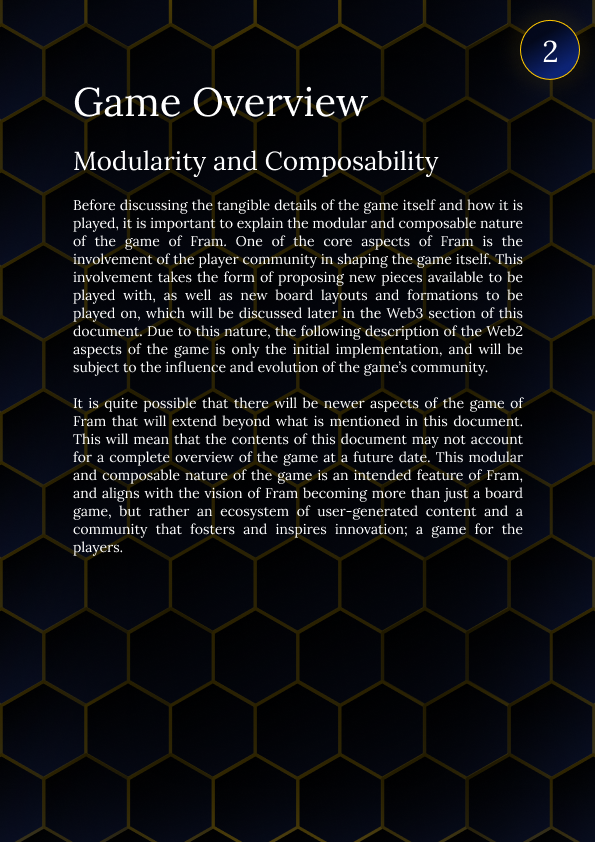 2
Game Overview
Modularity and Composability
Before discussing the tangible details of the game itself and how it is
played, it is important to explain the modular and composable nature
of the game of Fram. One of the core aspects of Fram is the
involvement of the player community in shaping the game itself. This
involvement takes the form of proposing new pieces available to be
played with, as well as new board layouts and formations to be
played on, which will be discussed later in the Web3 section of this
document. Due to this nature, the following description of the Web2
aspects of the game is only the initial implementation, and will be
subject to the influence and evolution of the game’s community.
It is quite possible that there will be newer aspects of the game of
Fram that will extend beyond what is mentioned in this document.
This will mean that the contents of this document may not account
for a complete overview of the game at a future date. This modular
and composable nature of the game is an intended feature of Fram,
and aligns with the vision of Fram becoming more than just a board
game, but rather an ecosystem of user-generated content and a
community that fosters and inspires innovation; a game for the
players.